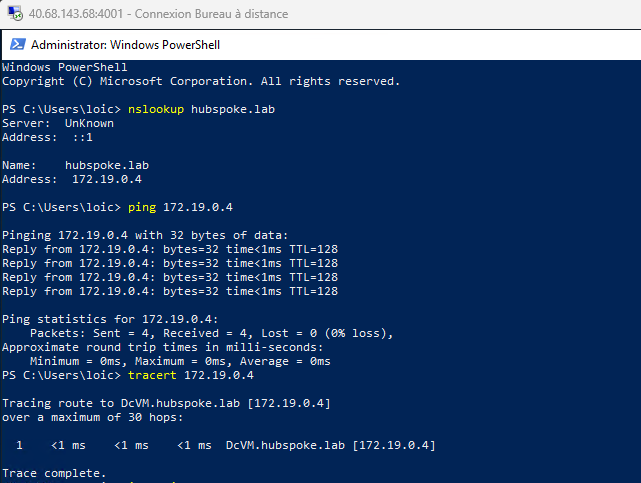 40.68.143.68:4001 - Connexion Bureau à distance
Administrator: Windows PowerShell
Windows PowerShell
Copyright (C) Microsoft Corporation. All rights reserved.
PS C:\Users\loic> nslookup hubspoke.lab
Server:  UnKnown
Address:  ::1
Name:    hubspoke.lab
Address:  172.19.0.4
PS C:\Users\loic> ping 172.19.0.4
Pinging 172.19.0.4 with 32 bytes of data:
Reply from 172.19.0.4: bytes=32 time<1ms TTL=128
Reply from 172.19.0.4: bytes=32 time<1ms TTL=128
Reply from 172.19.0.4: bytes=32 time<1ms TTL=128
Reply from 172.19.0.4: bytes=32 time<1ms TTL=128
Ping statistics for 172.19.0.4:
    Packets: Sent = 4, Received = 4, Lost = 0 (0% loss),
Approximate round trip times in milli-seconds:
    Minimum = 0ms, Maximum = 0ms, Average = 0ms
PS C:\Users\loic> tracert 172.19.0.4
Tracing route to DcVM.hubspoke.lab [172.19.0.4]
over a maximum of 30 hops:
  1    <1 ms    <1 ms    <1 ms  DcVM.hubspoke.lab [172.19.0.4]
Trace complete.